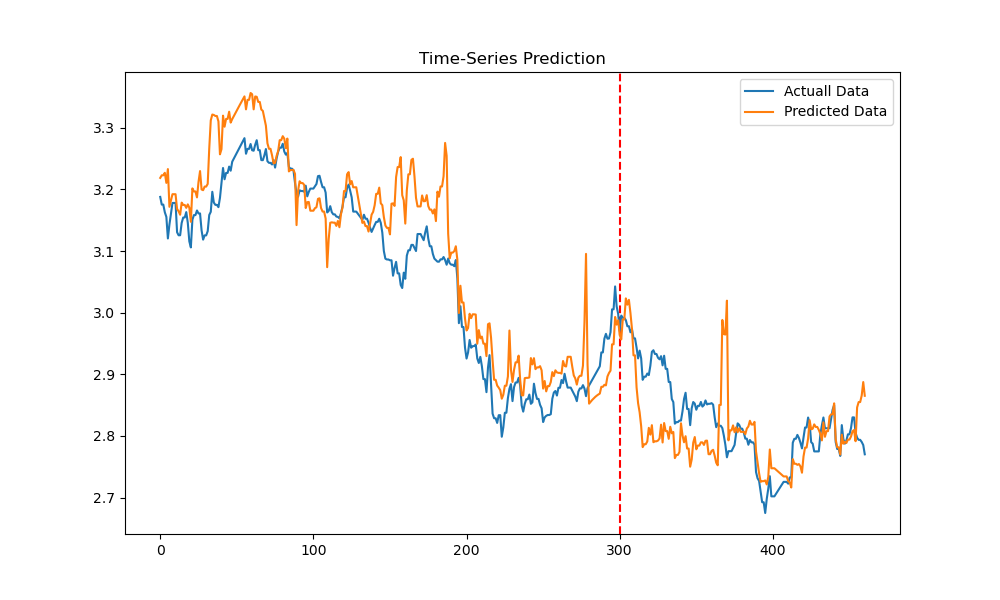 Time-Series Prediction
Actuall Data
Predicted Data
3.3
3.2
3.1
3.0
2.9
2.8
2.7
0 100 200 300 400